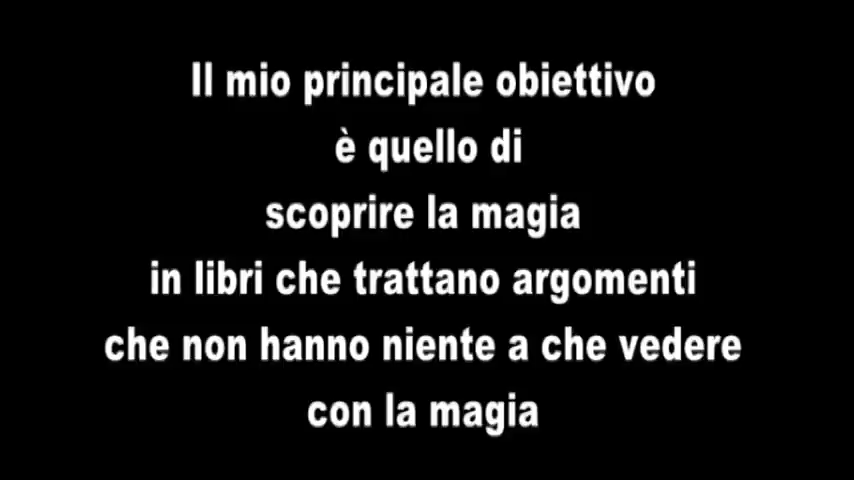 Il mio principale obiettivo
è quello di
scoprire la magia
in libri che trattano argomenti
che non hanno niente a che vedere
con la magia